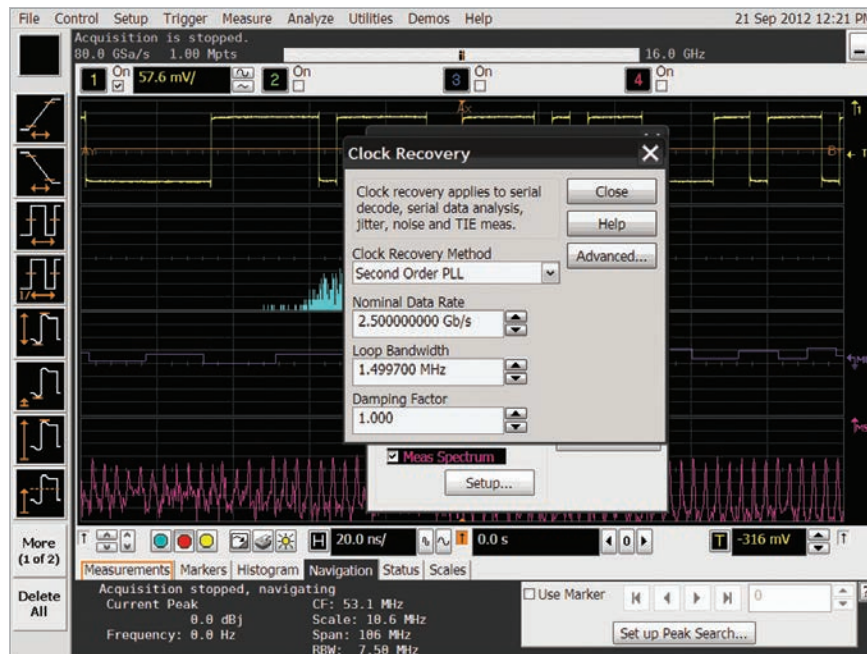 File Control Setup Trigger Measure Analyze Utilities Demos Help 21 Sep 2012 12:21 PM
Acquisition is stopped.
80.0 GSa/s 1.00 Mpts 16.0 GHz
1 On 57.6 mV/ 2 On 3 On 4 On
Clock Recovery
Clock recovery applies to serial
decode, serial data analysis,
jitter, noise and TIE meas.
Close
Help
Advanced...
Clock Recovery Method
Second Order PLL
Nominal Data Rate
2.500000000 Gb/s
Loop Bandwidth
1.499700 MHz
Damping Factor
1.000
Meas Spectrum
Setup...
More
(1 of 2)
Delete
All
H 20.0 ns/ 0.0 s 0 T -316 mV
Measurements Markers Histogram Navigation Status Scales
Acquisition stopped, navigating
Current Peak CF: 53.1 MHz
0.0 dBj Scale: 10.6 MHz
Frequency: 0.0 Hz Span: 106 MHz
RBW: 7.50 MHz
Use Marker 0
Set up Peak Search...